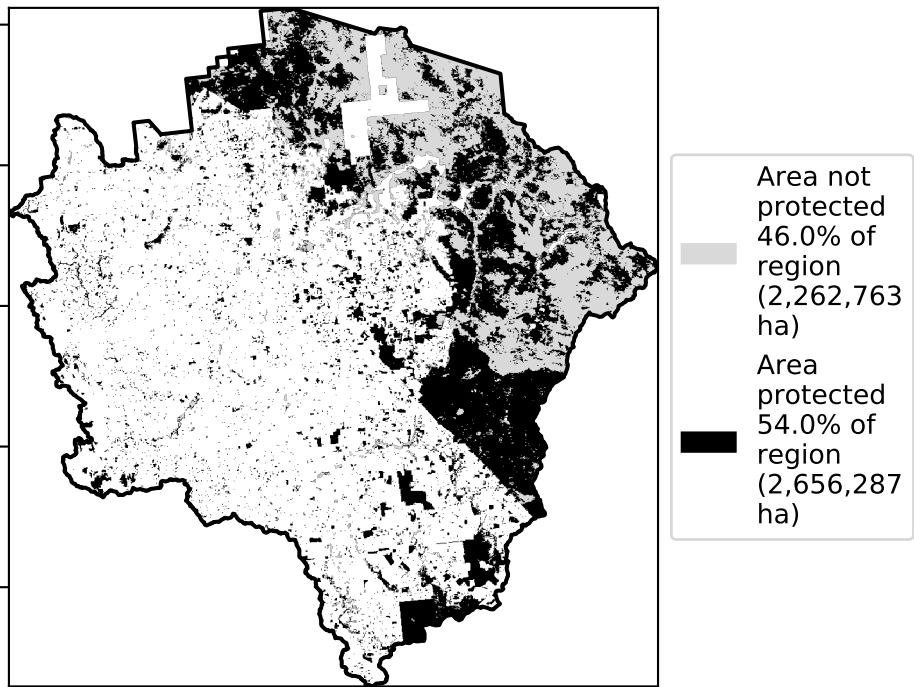 Area not
protected
46.0% of
region
(2,262,763
ha)
Area
protected
54.0% of
region
(2,656,287
ha)